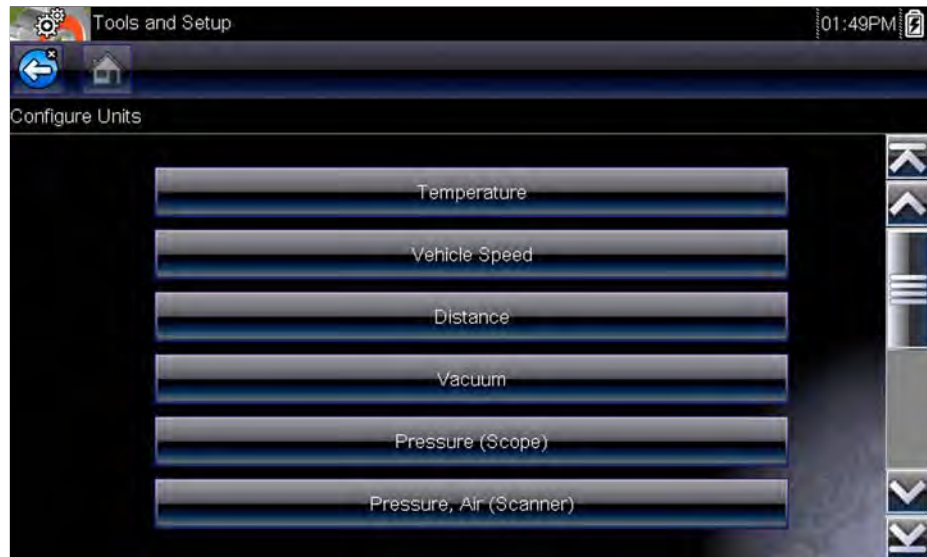 Tools and Setup
01:49PM
Configure Units
Temperature
Vehicle Speed
Distance
Vacuum
Pressure (Scope)
Pressure, Air (Scanner)